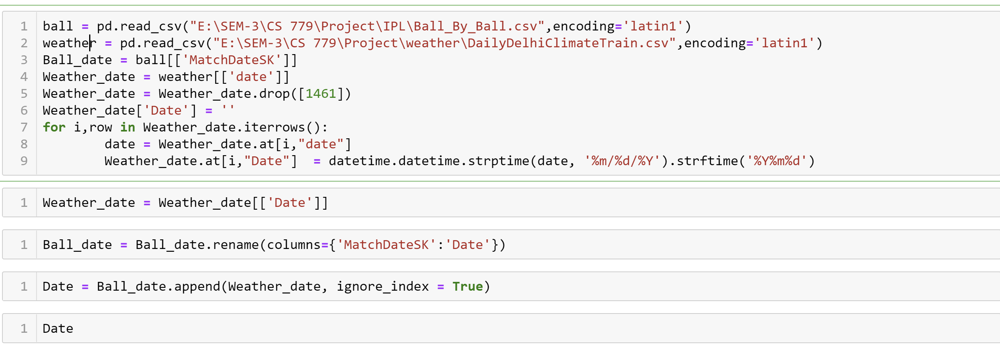 1 ball = pd.read_csv("E:\SEM-3\CS 779\Project\IPL\Ball_By_Ball.csv",encoding='latin1')
2 weather = pd.read_csv("E:\SEM-3\CS 779\Project\weather\DailyDelhiClimateTrain.csv",encoding='latin1')
3 Ball_date = ball[['MatchDateSK']]
4 Weather_date = weather[['date']]
5 Weather_date = Weather_date.drop([1461])
6 Weather_date['Date'] = ''
7 for i,row in Weather_date.iterrows():
8         date = Weather_date.at[i,"date"]
9         Weather_date.at[i,"Date"]  = datetime.datetime.strptime(date, '%m/%d/%Y').strftime('%Y%m%d')
1 Weather_date = Weather_date[['Date']]
1 Ball_date = Ball_date.rename(columns={'MatchDateSK':'Date'})
1 Date = Ball_date.append(Weather_date, ignore_index = True)
1 Date